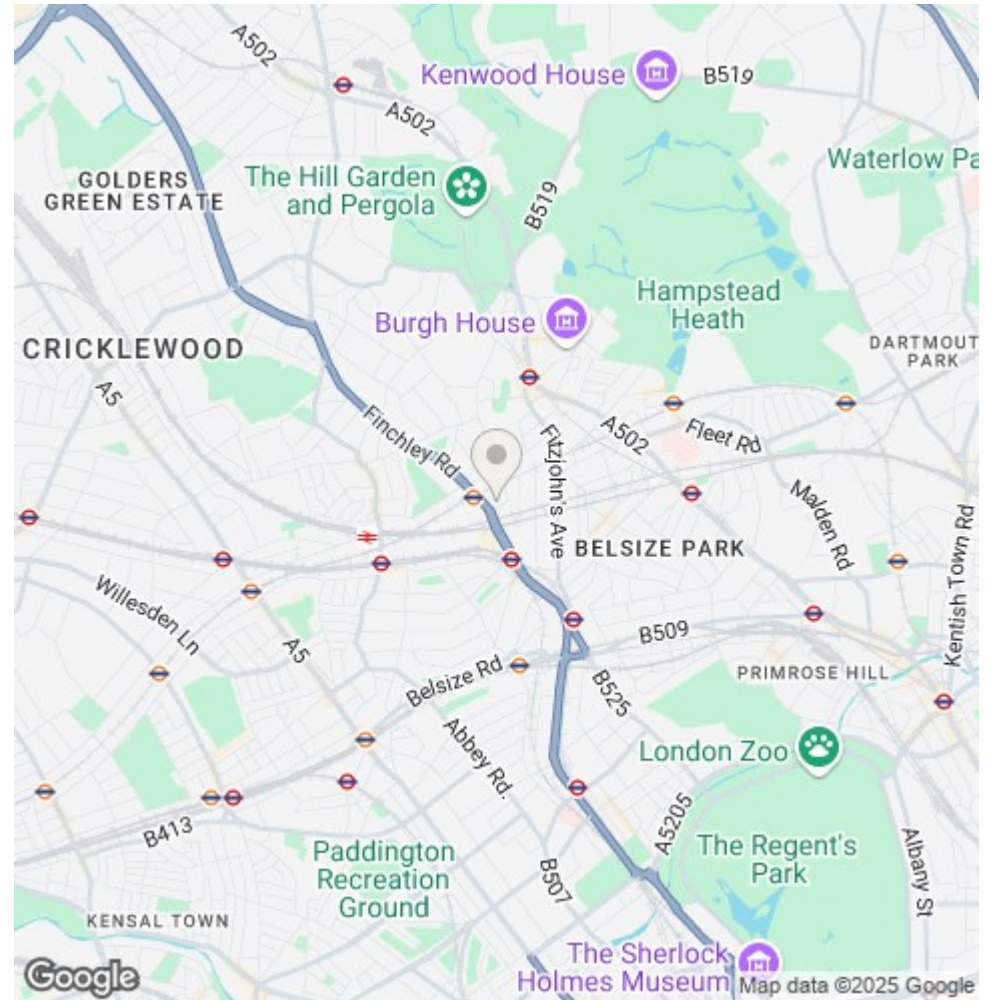 A502
Kenwood House
B519
A502
Waterlow Pa
GOLDERS
GREEN ESTATE
The Hill Garden
and Pergola
B519
Hampstead
Heath
Burgh House
CRICKLEWOOD
DARTMOUT
PARK
A5
Finchley Rd
Fitzjohn's Ave
A502
Fleet Rd
Malden Rd
BELSIZE PARK
Kentish Town Rd
Willesden Ln
A5
B509
Belsize Rd
B525
PRIMROSE HILL
Abbey Rd.
London Zoo
A5205
B413
Paddington
Recreation
Ground
The Regent's
Park
Albany St
B507
KENSAL TOWN
The Sherlock
Holmes Museum
Google
Map data ©2025 Google